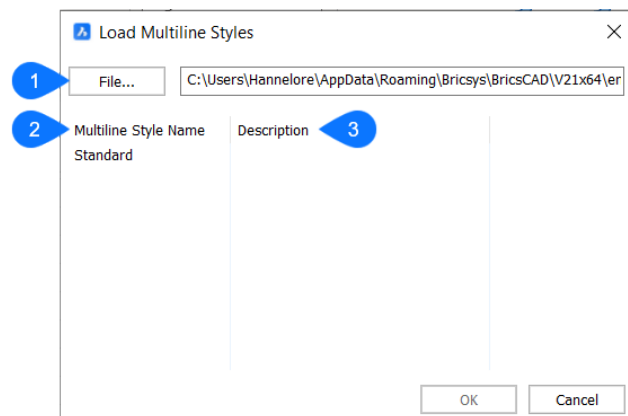 Load Multiline Styles
1
File...
C:\Users\Hannelore\AppData\Roaming\Bricsys\BricsCAD\V21x64\er
2
Multiline Style Name
Description
3
Standard
OK
Cancel